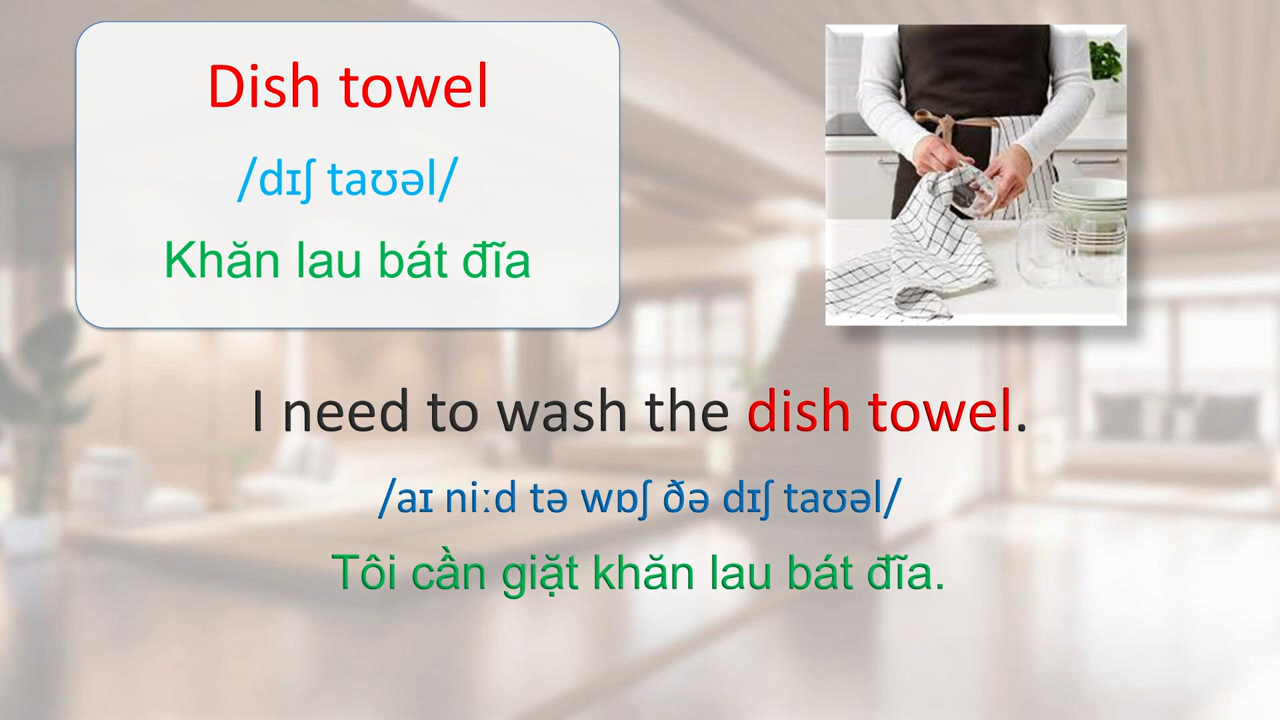 Dish towel
/dɪʃ taʊəl/
Khăn lau bát đĩa
I need to wash the dish towel.
/aɪ niːd tə wɒʃ ðə dɪʃ taʊəl/
Tôi cần giặt khăn lau bát đĩa.